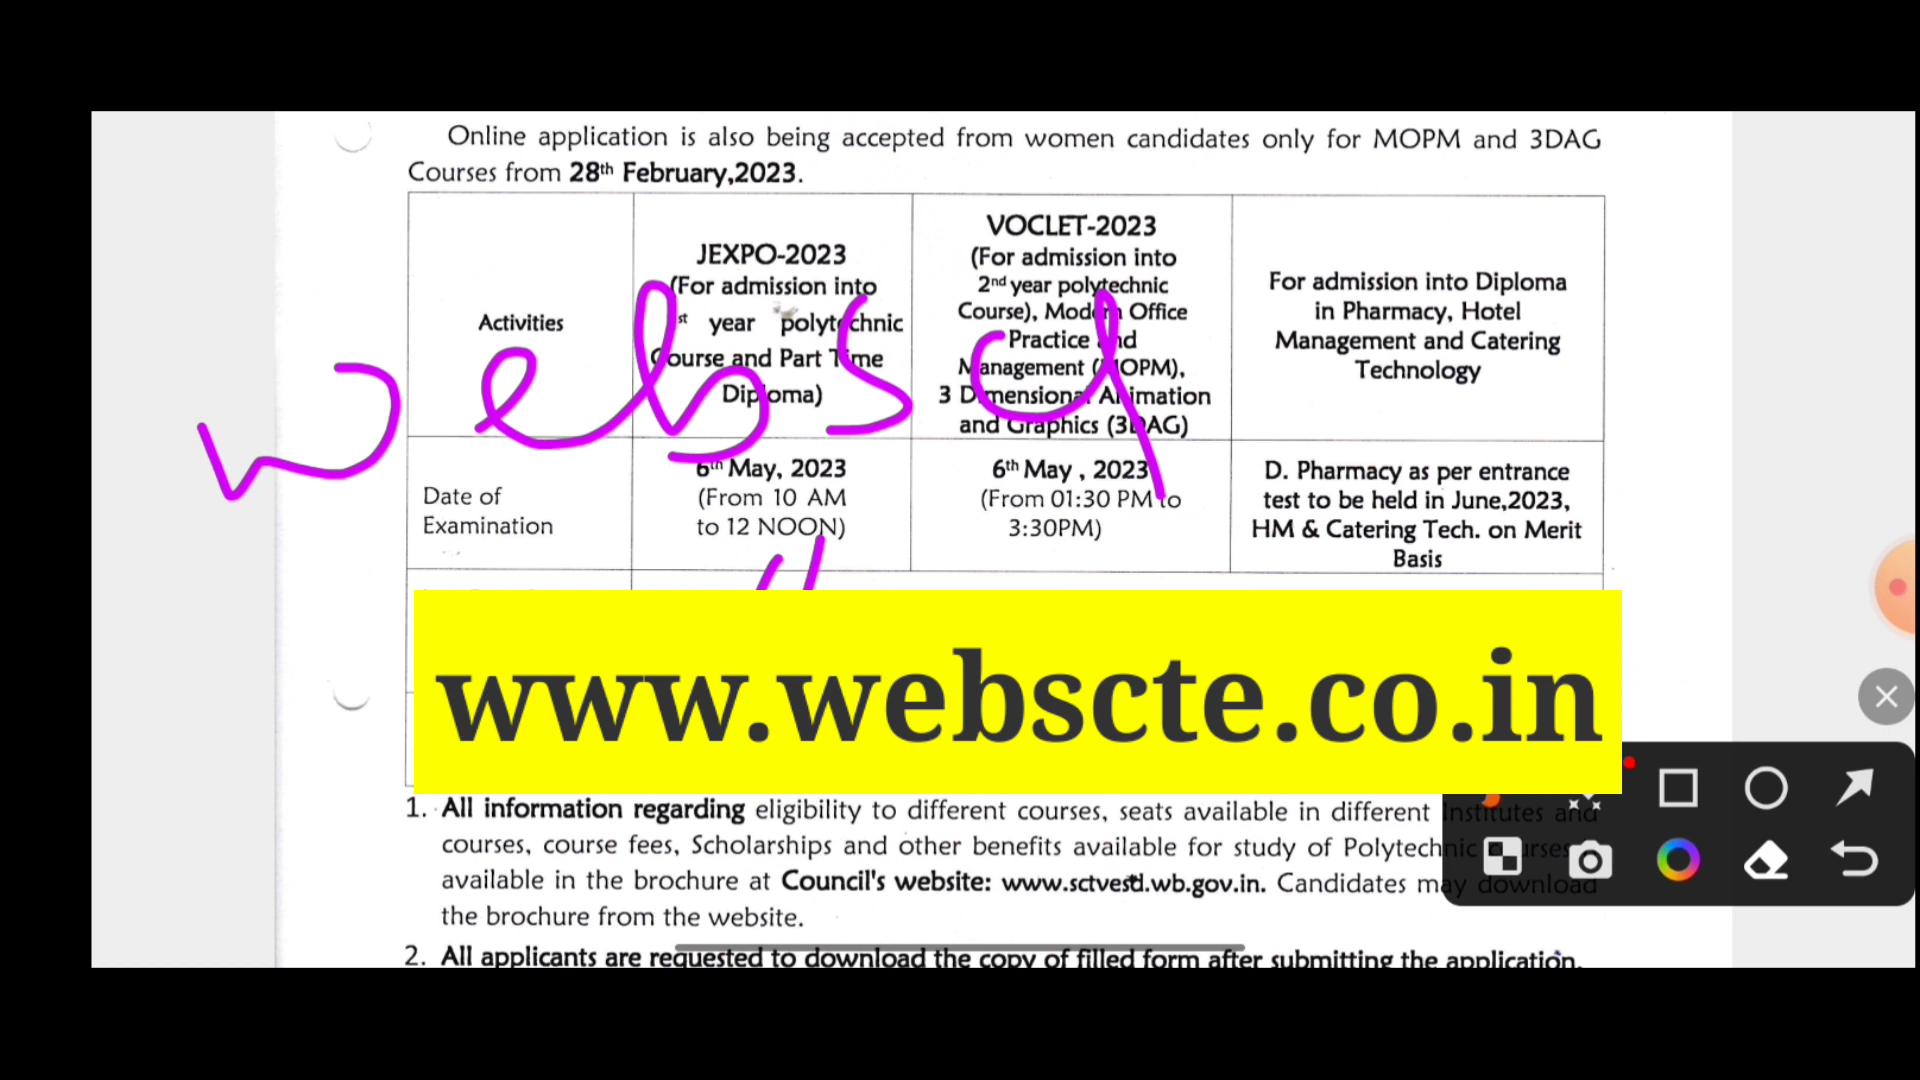 Online application is also being accepted from women candidates only for MOPM and 3DAG
Courses from 28th February,2023.
Activities
JEXPO-2023
(For admission into
st year polytechnic
Course and Part Time
Diploma)
VOCLET-2023
(For admission into
2nd year polytechnic
Course), Modern Office
Practice and
Management (MOPM),
3 Dimensional Animation
and Graphics (3DAG)
For admission into Diploma
in Pharmacy, Hotel
Management and Catering
Technology
Date of
Examination
6th May, 2023
(From 10 AM
to 12 NOON)
6th May , 2023
(From 01:30 PM to
3:30PM)
D. Pharmacy as per entrance
test to be held in June,2023,
HM & Catering Tech. on Merit
Basis
websct
www.webscte.co.in
1. All information regarding eligibility to different courses, seats available in different Institutes and
courses, course fees, Scholarships and other benefits available for study of Polytechnic courses
available in the brochure at Council's website: www.sctvesd.wb.gov.in. Candidates may download
the brochure from the website.
2. All applicants are requested to download the copy of filled form after submitting the application.